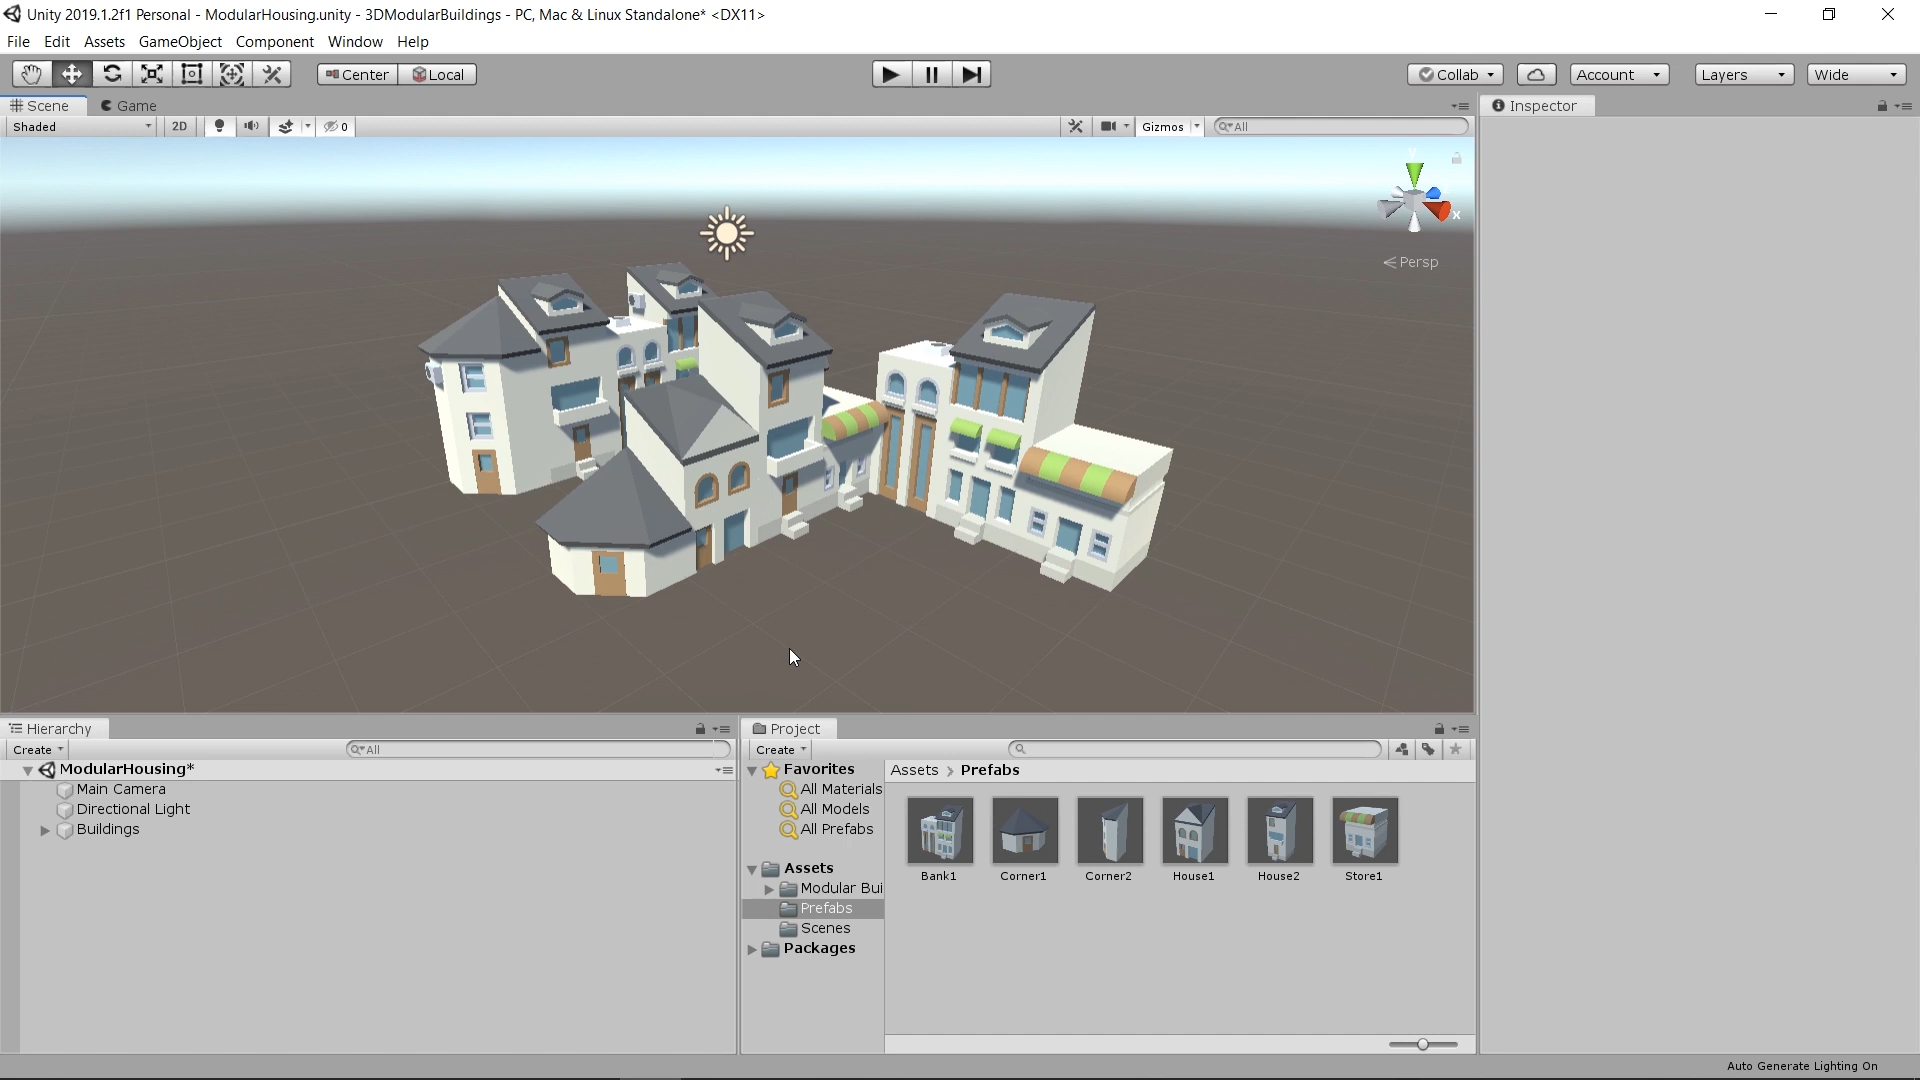 Unity 2019.1.2f1 Personal - ModularHousing.unity - 3DModularBuildings - PC, Mac & Linux Standalone* <DX11>
File Edit Assets GameObject Component Window Help
Center Local Collab Account Layers Wide
Scene Game Inspector
Shaded 2D 0 Gizmos All
Y
x
Persp
Hierarchy
Create All
ModularHousing*
Main Camera
Directional Light
Buildings
Project
Create
Favorites
All Materials
All Models
All Prefabs
Assets
Modular Bui
Prefabs
Scenes
Packages
Assets > Prefabs
Bank1 Corner1 Corner2 House1 House2 Store1
Auto Generate Lighting On